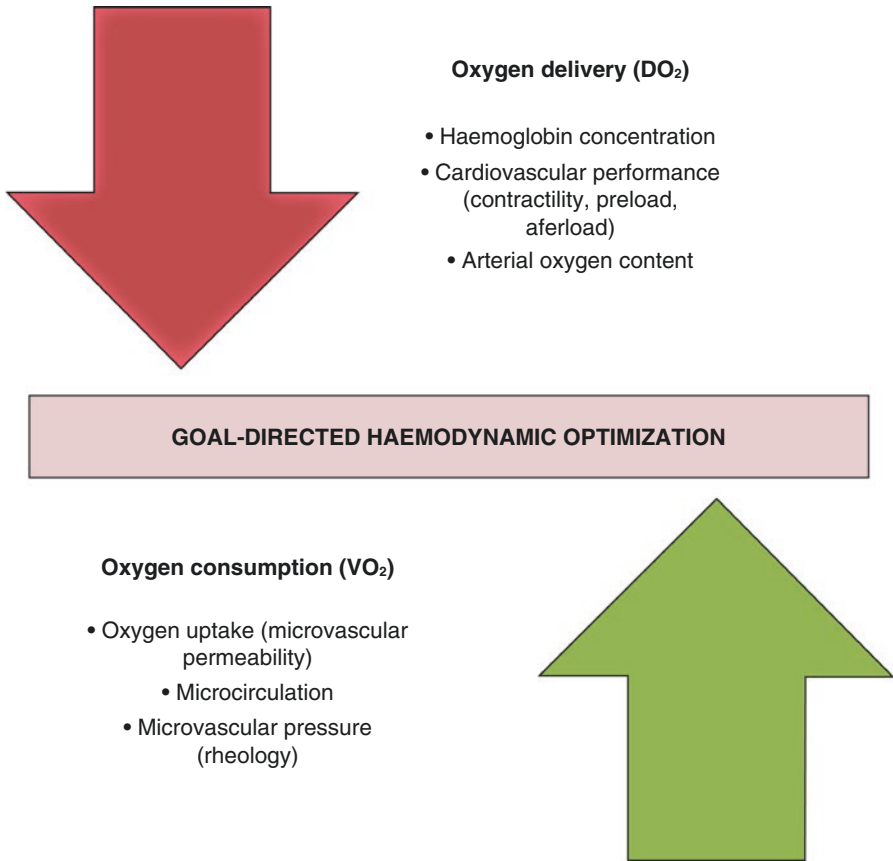 Oxygen delivery (DO₂)
• Haemoglobin concentration
• Cardiovascular performance
(contractility, preload,
aferload)
• Arterial oxygen content
GOAL-DIRECTED HAEMODYNAMIC OPTIMIZATION
Oxygen consumption (VO₂)
• Oxygen uptake (microvascular
permeability)
• Microcirculation
• Microvascular pressure
(rheology)